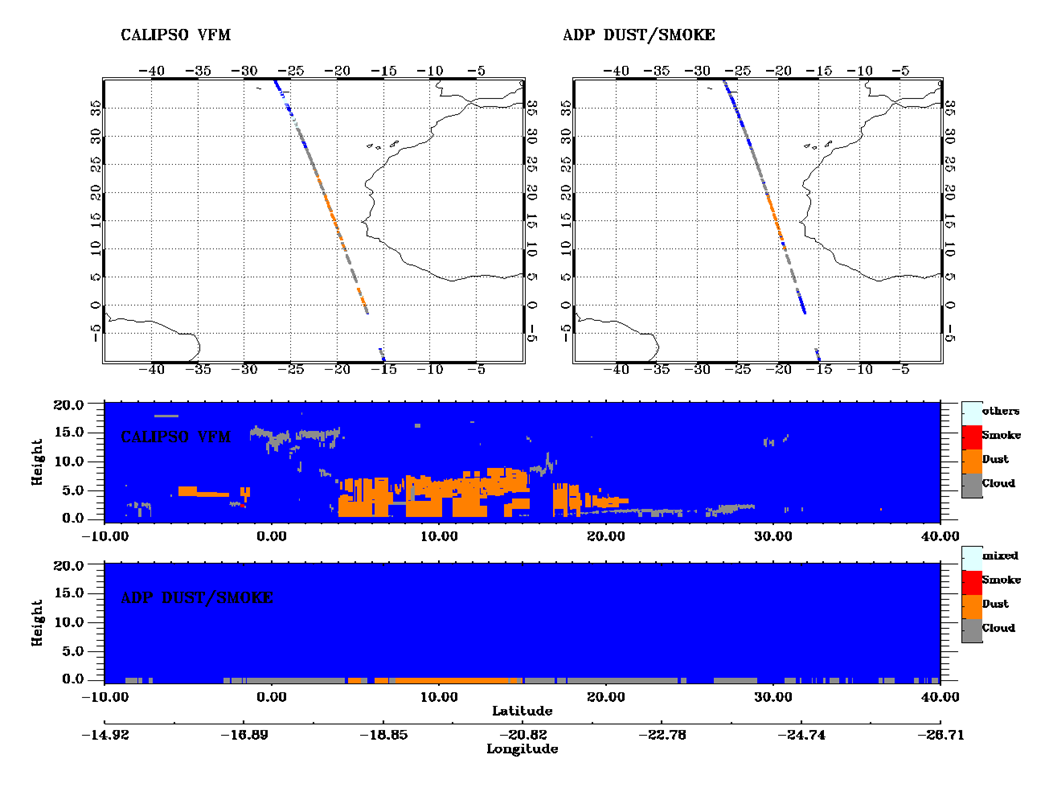 CALIPSO VFM
ADP DUST/SMOKE
-40 -35 -30 -25 -20 -15 -10 -5
-40 -35 -30 -25 -20 -15 -10 -5
35 30 25 20 15 10 5 0 -5
35 30 25 20 15 10 5 0 -5
35 30 25 20 15 10 5 0 -5
35 30 25 20 15 10 5 0 -5
-40 -35 -30 -25 -20 -15 -10 -5
-40 -35 -30 -25 -20 -15 -10 -5
20.0
15.0
10.0
5.0
0.0
Height
CALIPSO VFM
others
Smoke
Dust
Cloud
-10.00 0.00 10.00 20.00 30.00 40.00
20.0
15.0
10.0
5.0
0.0
Height
ADP DUST/SMOKE
mixed
Smoke
Dust
Cloud
-10.00 0.00 10.00 20.00 30.00 40.00
Latitude
-14.92 -16.89 -18.85 -20.82 -22.78 -24.74 -26.71
Longitude